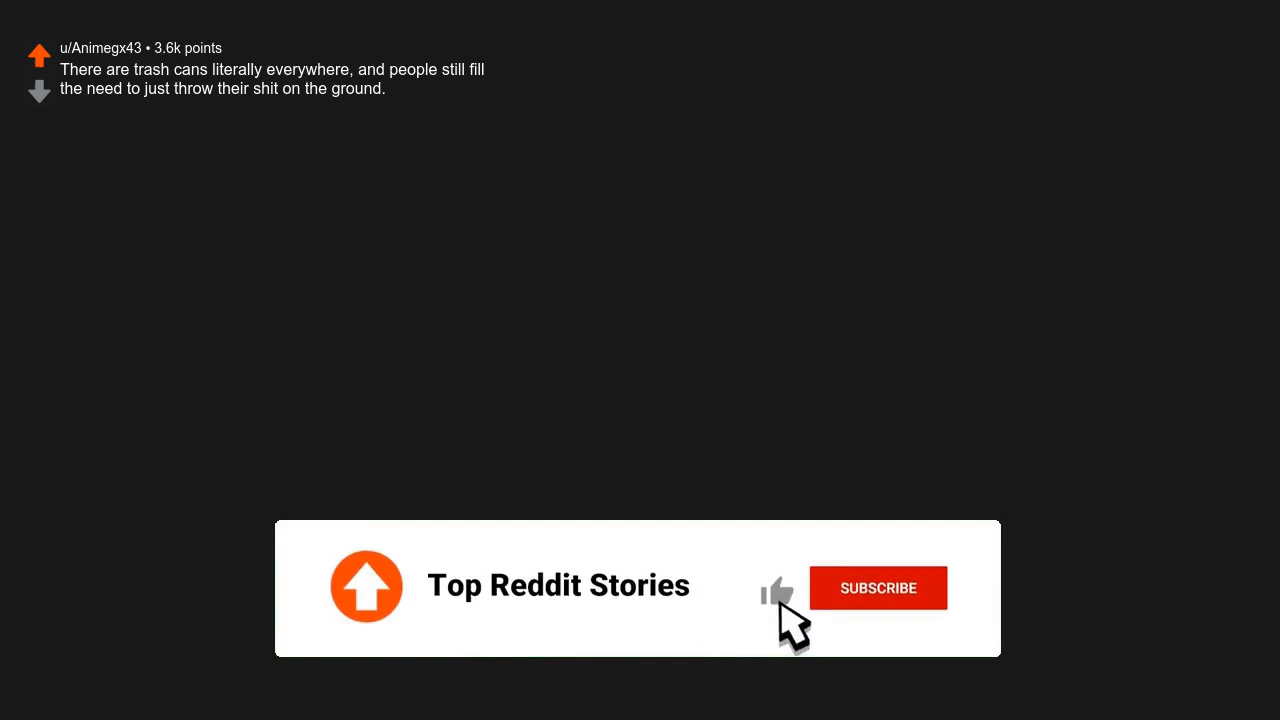 u/Animegx43 • 3.6k points
There are trash cans literally everywhere, and people still fill
the need to just throw their shit on the ground.
Top Reddit Stories
SUBSCRIBE